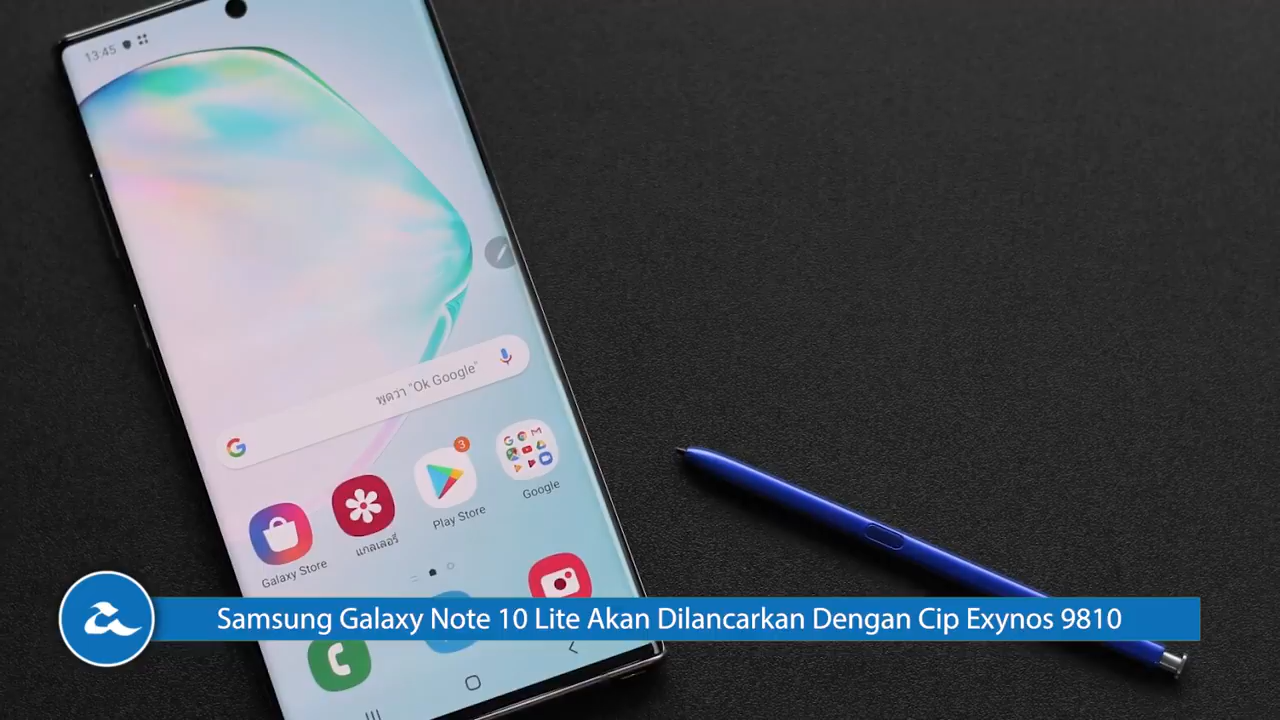 13:45
พูดว่า "Ok Google"
3
Galaxy Store
แกลเลอรี
Play Store
Google
Samsung Galaxy Note 10 Lite Akan Dilancarkan Dengan Cip Exynos 9810